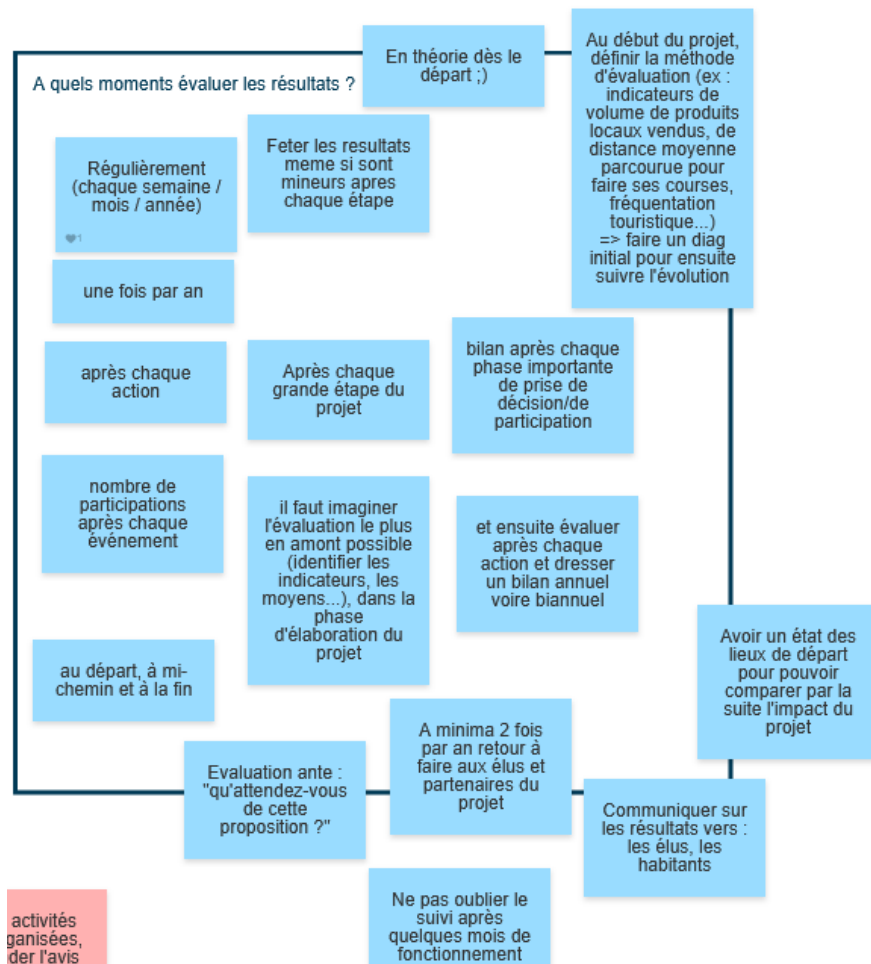 A quels moments évaluer les résultats ?
En théorie dès le
départ ;)
Au début du projet,
définir la méthode
d'évaluation (ex :
indicateurs de
volume de produits
locaux vendus, de
distance moyenne
parcourue pour
faire ses courses,
fréquentation
touristique...)
=> faire un diag
initial pour ensuite
suivre l'évolution
Régulièrement
(chaque semaine /
mois / année)
1
Feter les resultats
meme si sont
mineurs apres
chaque étape
une fois par an
après chaque
action
Après chaque
grande étape du
projet
bilan après chaque
phase importante
de prise de
décision/de
participation
nombre de
participations
après chaque
événement
il faut imaginer
l'évaluation le plus
en amont possible
(identifier les
indicateurs, les
moyens...), dans la
phase
d'élaboration du
projet
et ensuite évaluer
après chaque
action et dresser
un bilan annuel
voire biannuel
Avoir un état des
lieux de départ
pour pouvoir
comparer par la
suite l'impact du
projet
au départ, à mi-
chemin et à la fin
A minima 2 fois
par an retour à
faire aux élus et
partenaires du
projet
Evaluation ante :
"qu'attendez-vous
de cette
proposition ?"
Communiquer sur
les résultats vers :
les élus, les
habitants
Ne pas oublier le
suivi après
quelques mois de
fonctionnement
activités
ganisées,
der l'avis